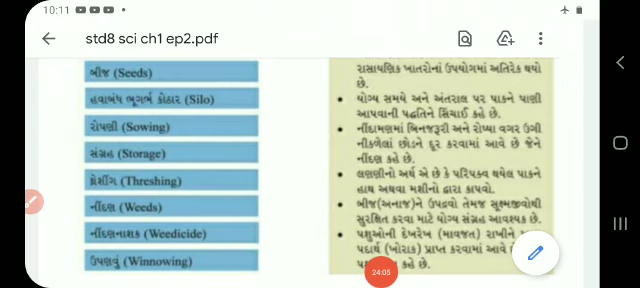 10:11
std8 sci ch1 ep2.pdf
બીજ (Seeds)
હવાબંધ ભૂગર્ભ કોઠાર (Silo)
રોપણી (Sowing)
સંગ્રહ (Storage)
થ્રેશીંગ (Threshing)
નીંદણ (Weeds)
નીંદણનાશક (Weedicide)
ઉપણવું (Winnowing)
રાસાયણિક ખાતરોનાં ઉપયોગમાં અતિરેક થયો
છે.
• યોગ્ય સમયે અને અંતરાલ પર પાકને પાણી
આપવાની પદ્ધતિને સિંચાઈ કહે છે.
• નીંદામણમાં બિનજરૂરી અને રોપ્યા વગર ઉગી
નીકળેલાં છોડને દૂર કરવામાં આવે છે જેને
નીંદણ કહે છે.
• લણણીનો અર્થ એ છે કે પરિપક્વ થયેલ પાકને
હાથ અથવા મશીનો દ્વારા કાપવો.
• બીજ(અનાજ)ને ઉપદ્રવો તેમજ સૂક્ષ્મજીવોથી
સુરક્ષિત કરવા માટે યોગ્ય સંગ્રહ આવશ્યક છે.
• પશુઓની દેખરેખ (માવજત) રાખીને
પદાર્થ (ખોરાક) પ્રાપ્ત કરવામાં આવે
કહે છે.
24:05